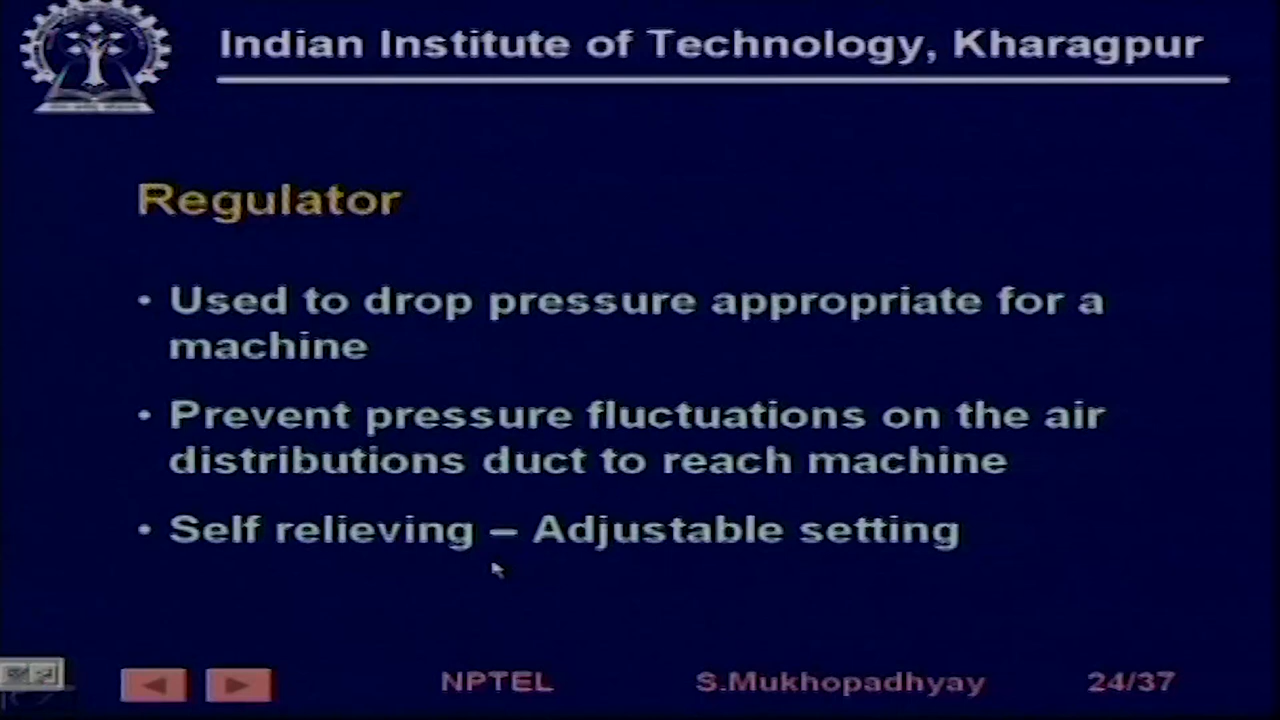 Indian Institute of Technology, Kharagpur
Regulator
• Used to drop pressure appropriate for a
machine
• Prevent pressure fluctuations on the air
distributions duct to reach machine
• Self relieving – Adjustable setting
NPTEL S.Mukhopadhyay 24/37